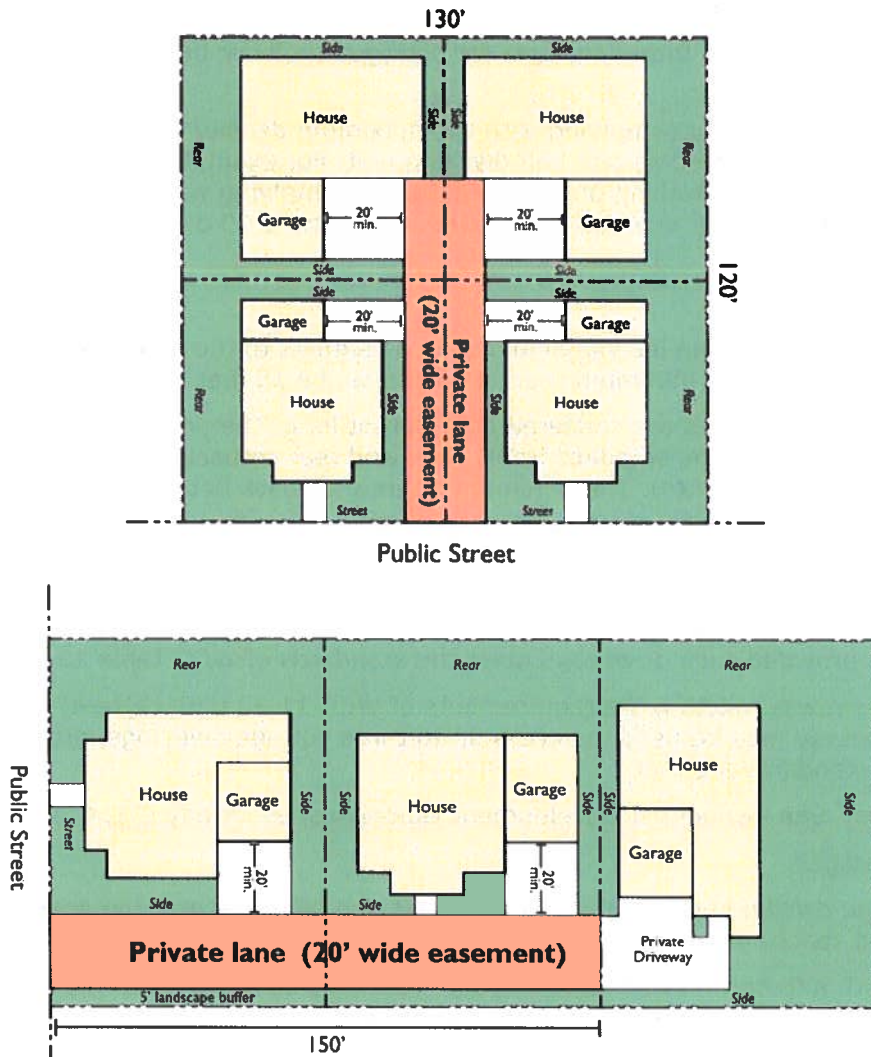 130'
Side Side
House Side Side House
Rear Rear
Garage 20' min. 20' min. Garage
Side Side
120'
Side Side
Garage 20' min. 20' min. Garage
Private lane
(20' wide easement)
House Side Side House
Rear Rear
Street Street
Public Street
Rear Rear Rear
House
Garage Side Side Garage Side Side
House House
Public Street
Garage
Street
20' min. 20' min.
Side Side
Private lane (20' wide easement)
Private
Driveway
5' landscape buffer Side
150'